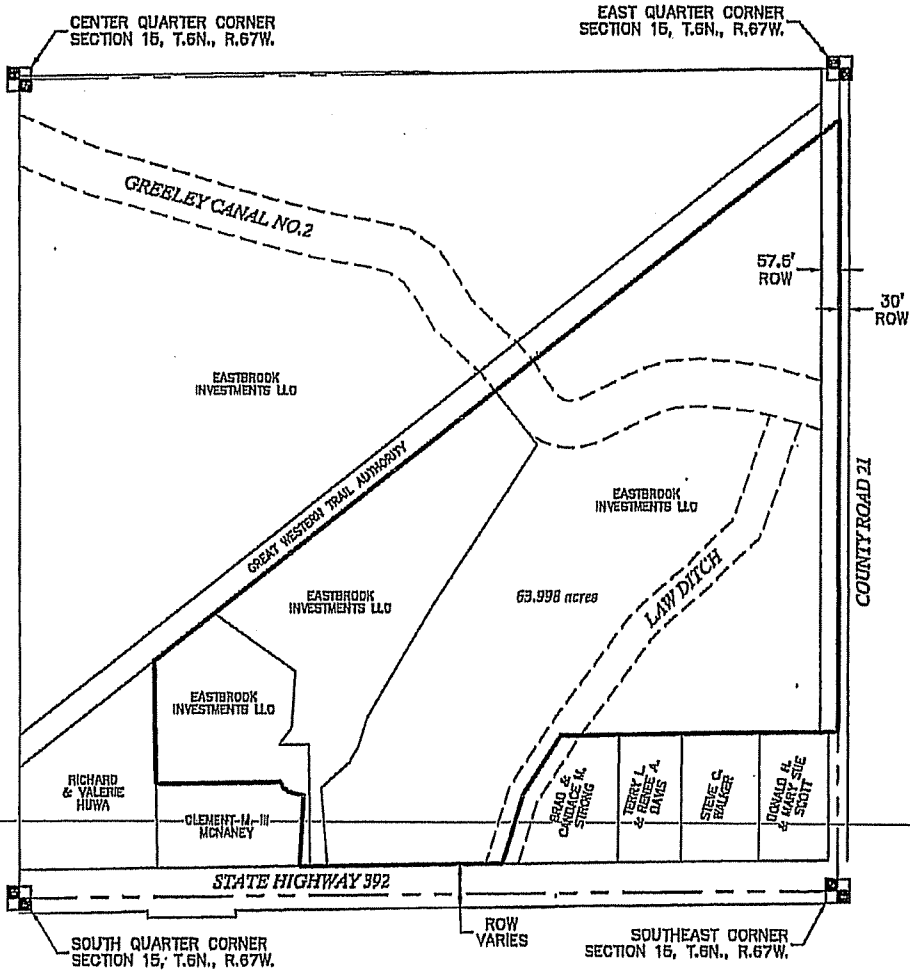 CENTER QUARTER CORNER
SECTION 15, T.6N., R.67W.
EAST QUARTER CORNER
SECTION 15, T.6N., R.67W.
GREELEY CANAL NO.2
57.5'
ROW
30'
ROW
EASTBROOK
INVESTMENTS LLC
GREAT WESTERN TRAIL AUTHORITY
EASTBROOK
INVESTMENTS LLC
COUNTY ROAD 21
EASTBROOK
INVESTMENTS LLC
63.998 acres
LAW DITCH
EASTBROOK
INVESTMENTS LLC
RICHARD
& VALERIE
HUWA
CLEMENT M III
MCNANEY
BRAD &
CANDACE M.
STRONG
TERRY L.
& RENEE A.
DAVIS
STEVE C.
WALKER
DONALD H.
& MARY SUE
SCOTT
STATE HIGHWAY 392
ROW
VARIES
SOUTH QUARTER CORNER
SECTION 15, T.6N., R.67W.
SOUTHEAST CORNER
SECTION 15, T.6N., R.67W.